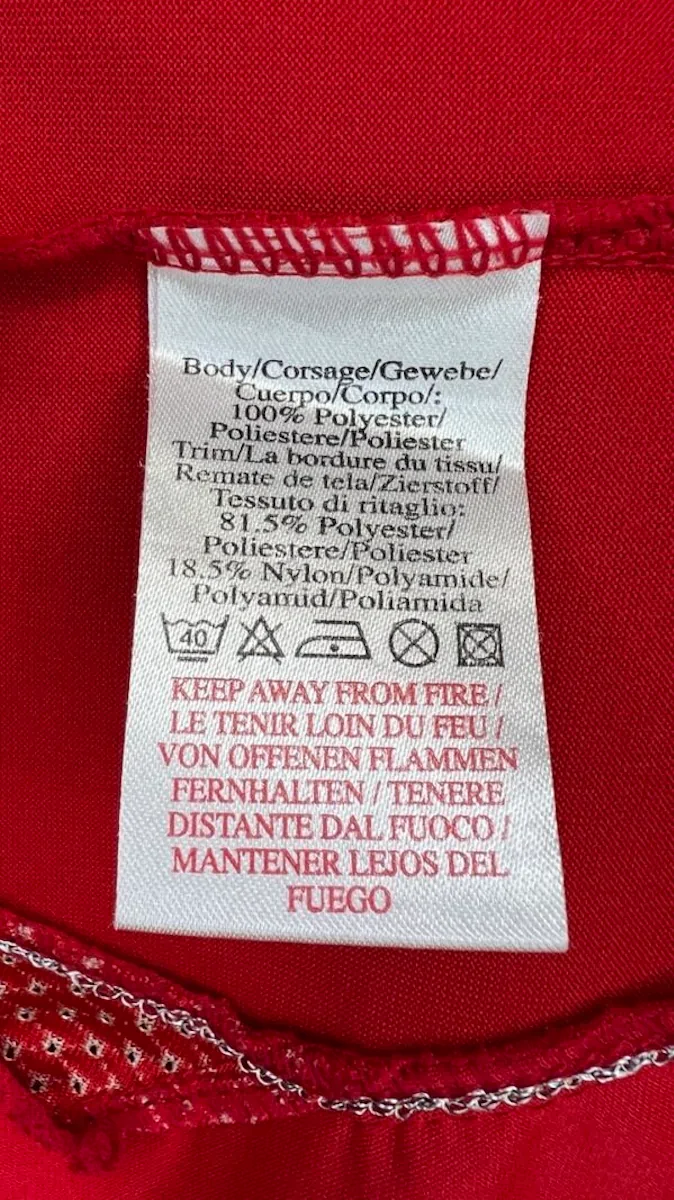 Body/Corsage/Gewebe/
Cuerpo/Corpo/:
100% Polyester/
Poliestere/Poliester
Trim/La bordure du tissu/
Remate de tela/Zierstoff/
Tessuto di ritaglio:
81.5% Polyester/
Poliestere/Poliester
18.5% Nylon/Polyamide/
Polyamid/Poliamida
40
KEEP AWAY FROM FIRE /
LE TENIR LOIN DU FEU /
VON OFFENEN FLAMMEN
FERNHALTEN / TENERE
DISTANTE DAL FUOCO /
MANTENER LEJOS DEL
FUEGO